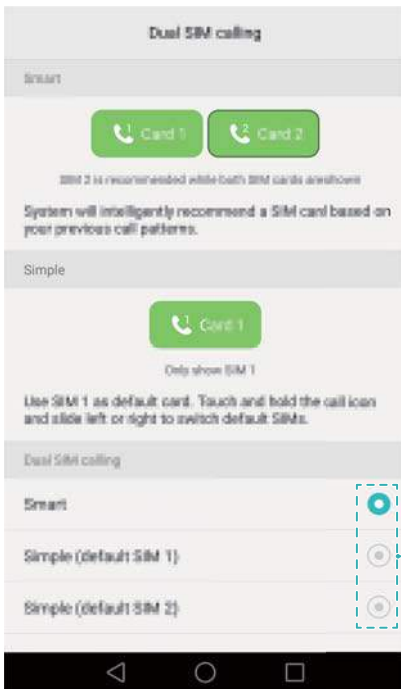 Dual SIM calling
Smart
1 Card 1
2 Card 2
SIM 2 is recommended while both SIM cards are shown
System will intelligently recommend a SIM card based on
your previous call patterns.
Simple
1 Card 1
Only show SIM 1
Use SIM 1 as default card. Touch and hold the call icon
and slide left or right to switch default SIMs.
Dual SIM calling
Smart
Simple (default SIM 1)
Simple (default SIM 2)